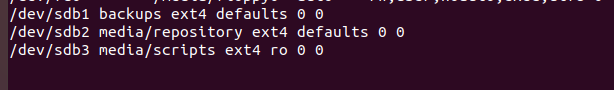 /dev/sdb1 backups ext4 defaults 0 0
/dev/sdb2 media/repository ext4 defaults 0 0
/dev/sdb3 media/scripts ext4 ro 0 0